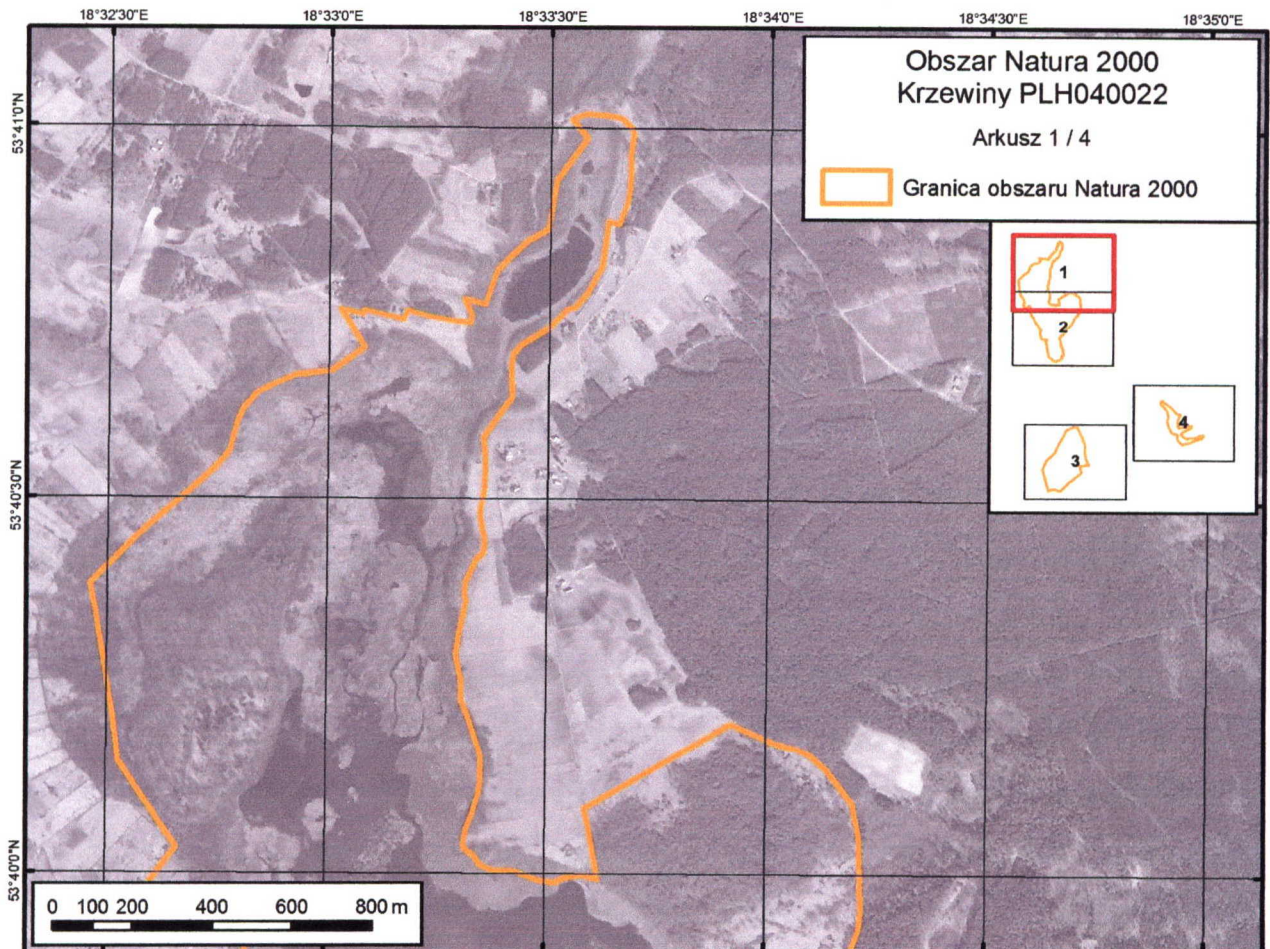 18°32'30"E 18°33'0"E 18°33'30"E 18°34'0"E 18°34'30"E 18°35'0"E
Obszar Natura 2000
Krzewiny PLH040022
Arkusz 1 / 4
Granica obszaru Natura 2000
53°41'0"N
1
2
4
3
53°40'30"N
53°40'0"N
0 100 200 400 600 800 m